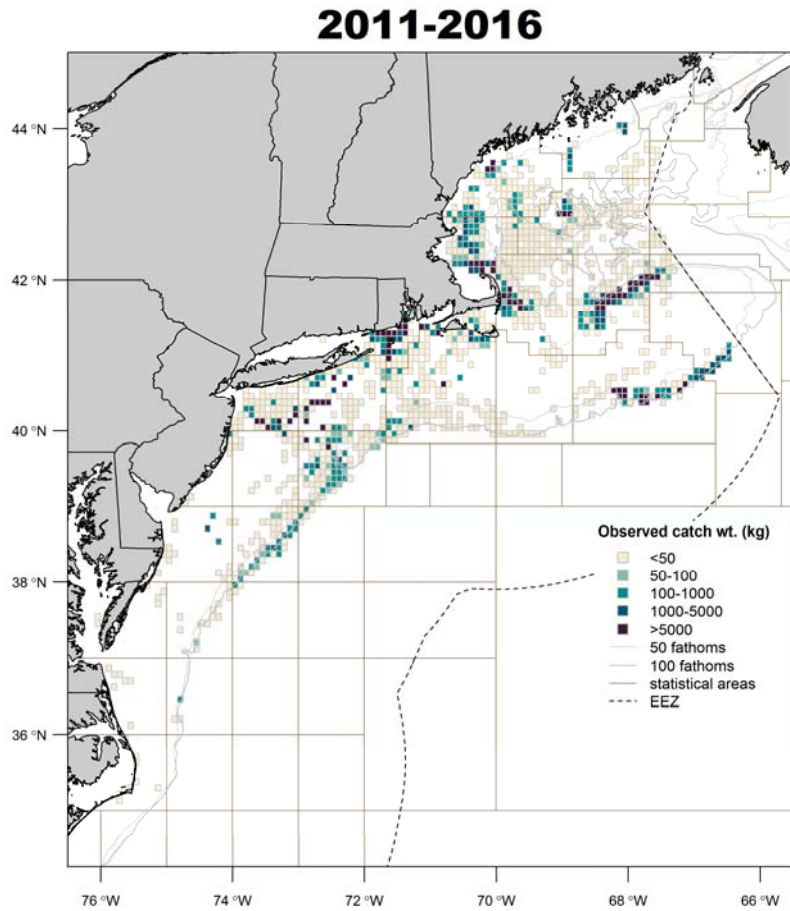 2011-2016
44 °N
42 °N
40 °N
38 °N
36 °N
Observed catch wt. (kg)
<50
50-100
100-1000
1000-5000
>5000
50 fathoms
100 fathoms
statistical areas
EEZ
76 °W
74 °W
72 °W
70 °W
68 °W
66 °W